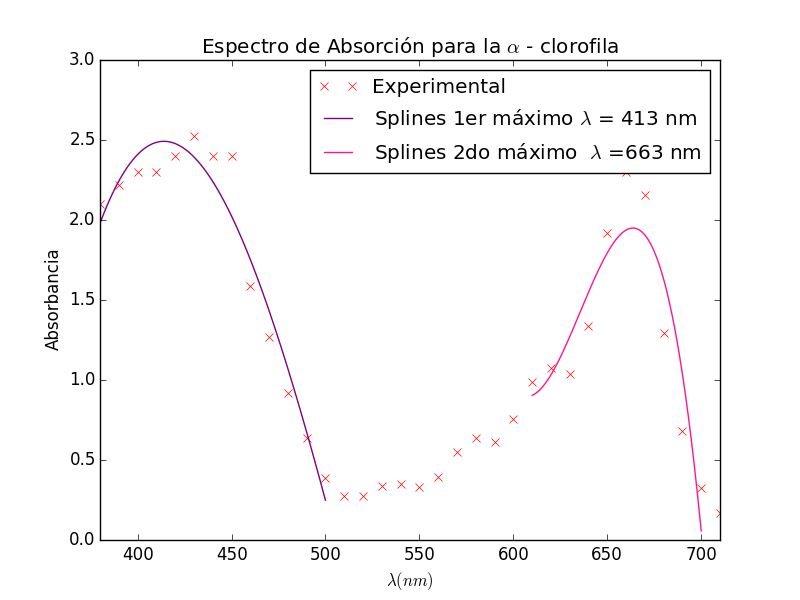 Espectro de Absorción para la α - clorofila
Experimental
Splines 1er máximo λ = 413 nm
Splines 2do máximo λ =663 nm
Absorbancia
3.0
2.5
2.0
1.5
1.0
0.5
0.0
400 450 500 550 600 650 700
λ(nm)